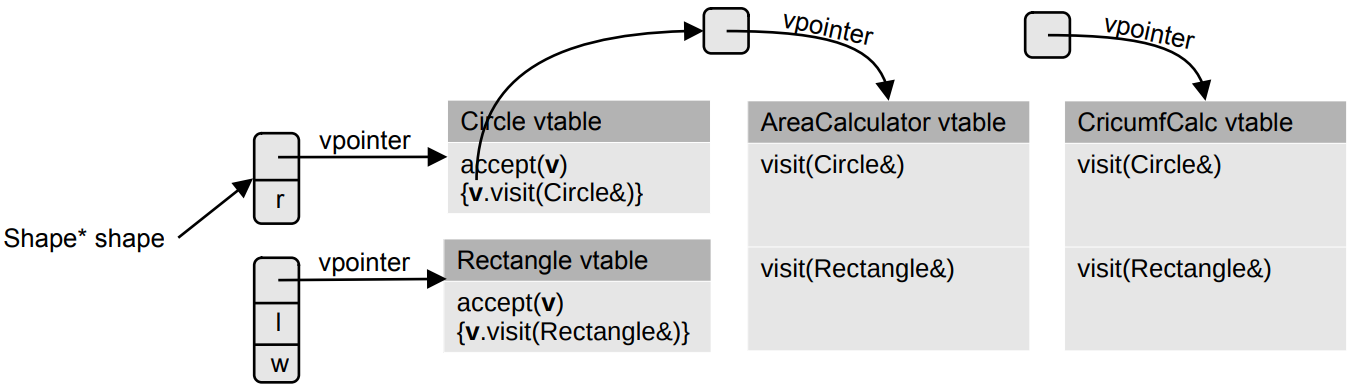 vpointer
vpointer
Circle vtable
AreaCalculator vtable
CricumfCalc vtable
vpointer
accept(v)
{v.visit(Circle&)}
visit(Circle&)
visit(Circle&)
r
Shape* shape
vpointer
Rectangle vtable
accept(v)
{v.visit(Rectangle&)}
visit(Rectangle&)
visit(Rectangle&)
l
w